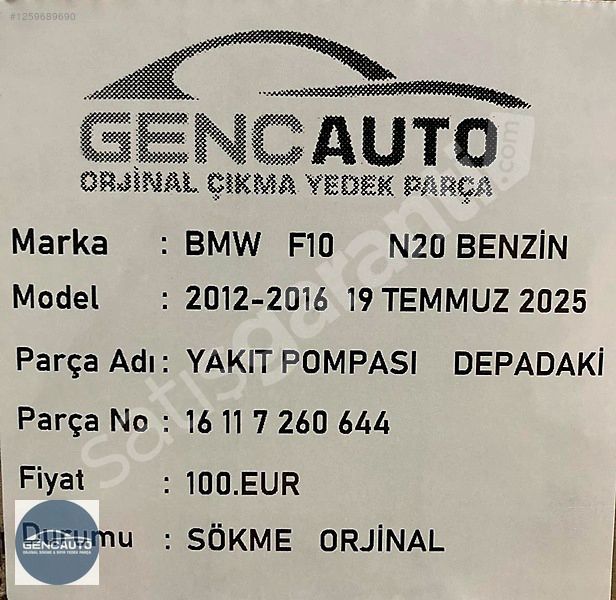 #1259689690
GENCAUTO
ORJİNAL ÇIKMA YEDEK PARÇA
Marka : BMW F10 N20 BENZİN
Model : 2012-2016 19 TEMMUZ 2025
Parça Adı : YAKIT POMPASI DEPADAKİ
Parça No : 16 11 7 260 644
Fiyat : 100.EUR
Durumu : SÖKME ORJİNAL
GENCAUTO